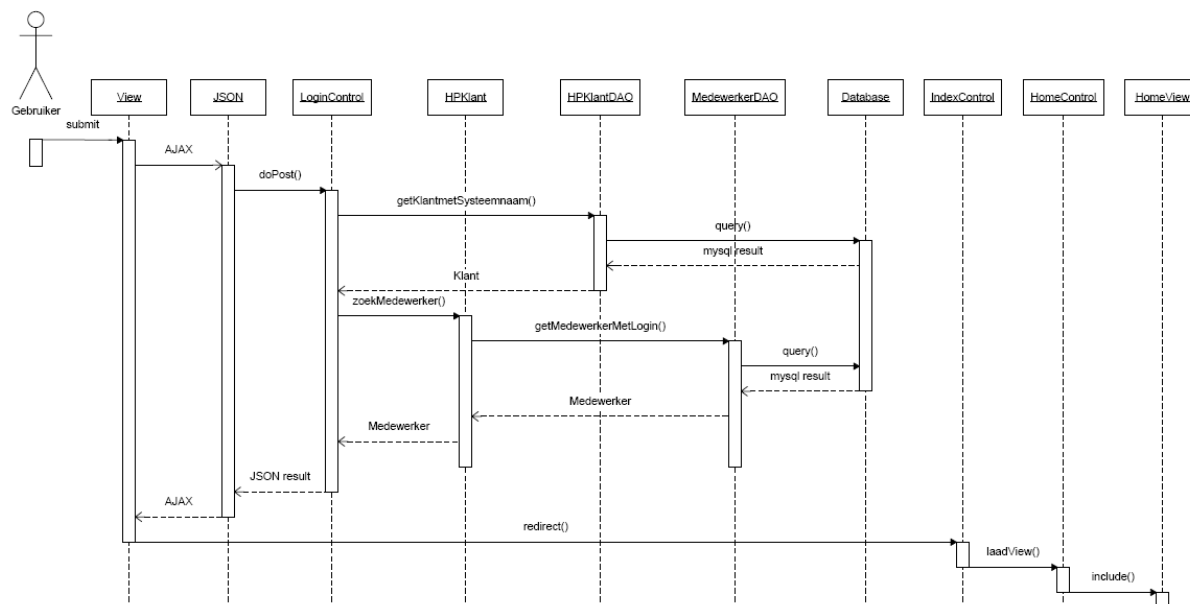 Gebruiker
View
JSON
LoginControl
HPKlant
HPKlantDAO
MedewerkerDAO
Database
IndexControl
HomeControl
HomeView
submit
AJAX
doPost()
getKlantmetSysteemnaam()
query()
mysql result
Klant
zoekMedewerker()
getMedewerkerMetLogin()
query()
mysql result
Medewerker
Medewerker
JSON result
AJAX
redirect()
laadView()
include()